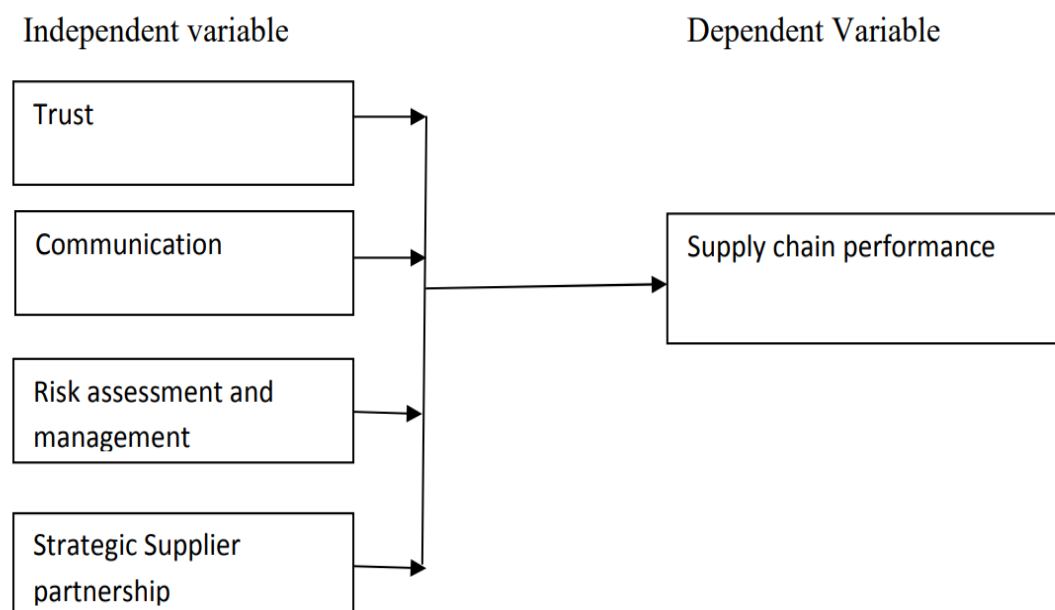 Independent variable
Dependent Variable
Trust
Communication
Supply chain performance
Risk assessment and
management
Strategic Supplier
partnership